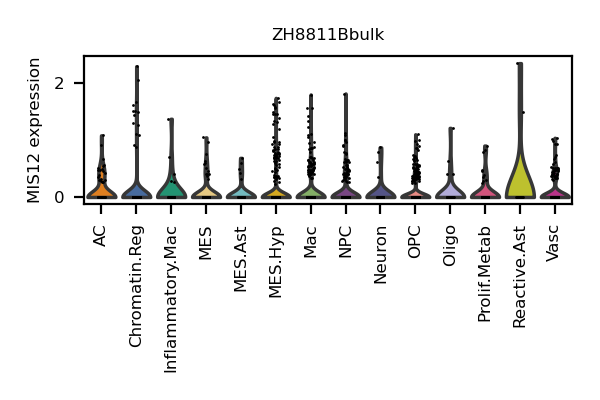 ZH8811Bbulk
MIS12 expression
2
0
AC
Chromatin.Reg
Inflammatory.Mac
MES
MES.Ast
MES.Hyp
Mac
NPC
Neuron
OPC
Oligo
Prolif.Metab
Reactive.Ast
Vasc